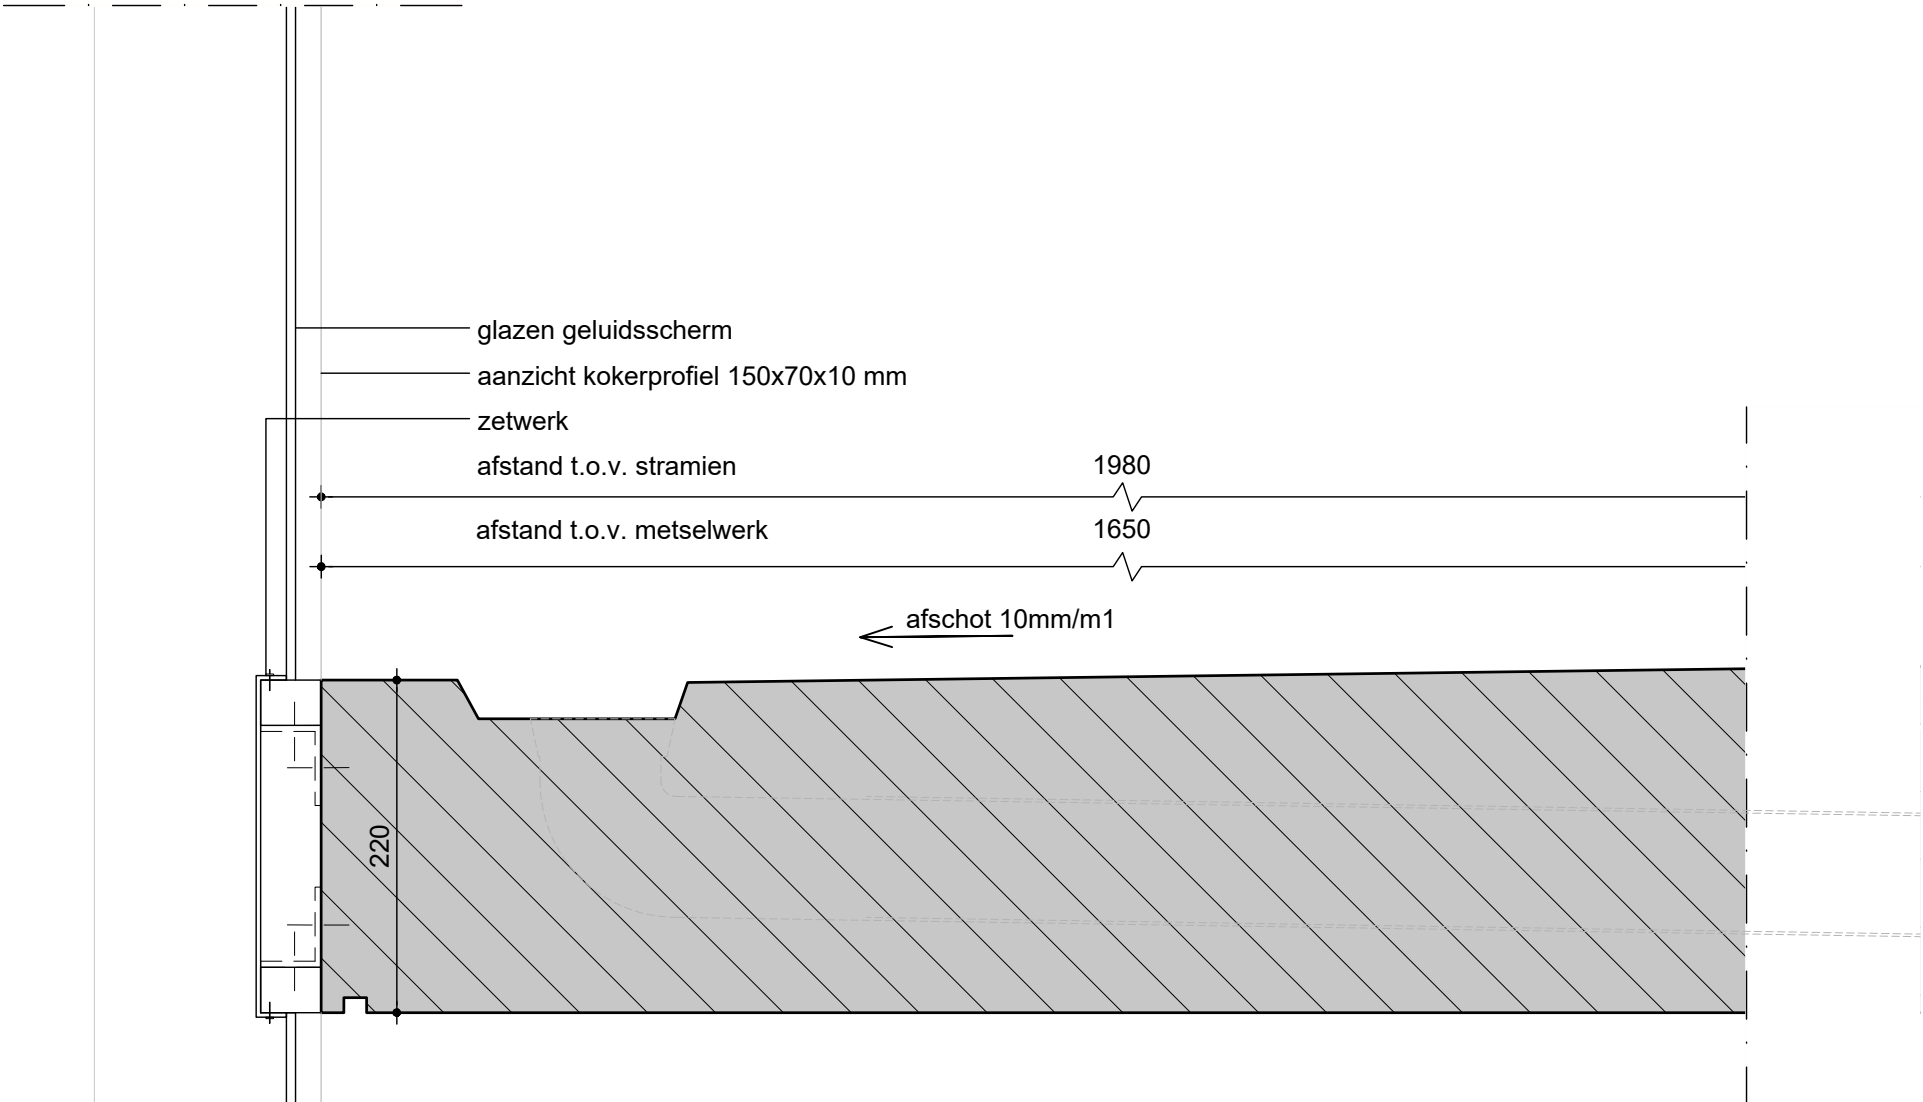 glazen geluidsscherm
aanzicht kokerprofiel 150x70x10 mm
zetwerk
afstand t.o.v. stramien 1980
afstand t.o.v. metselwerk 1650
afschot 10mm/m1
220